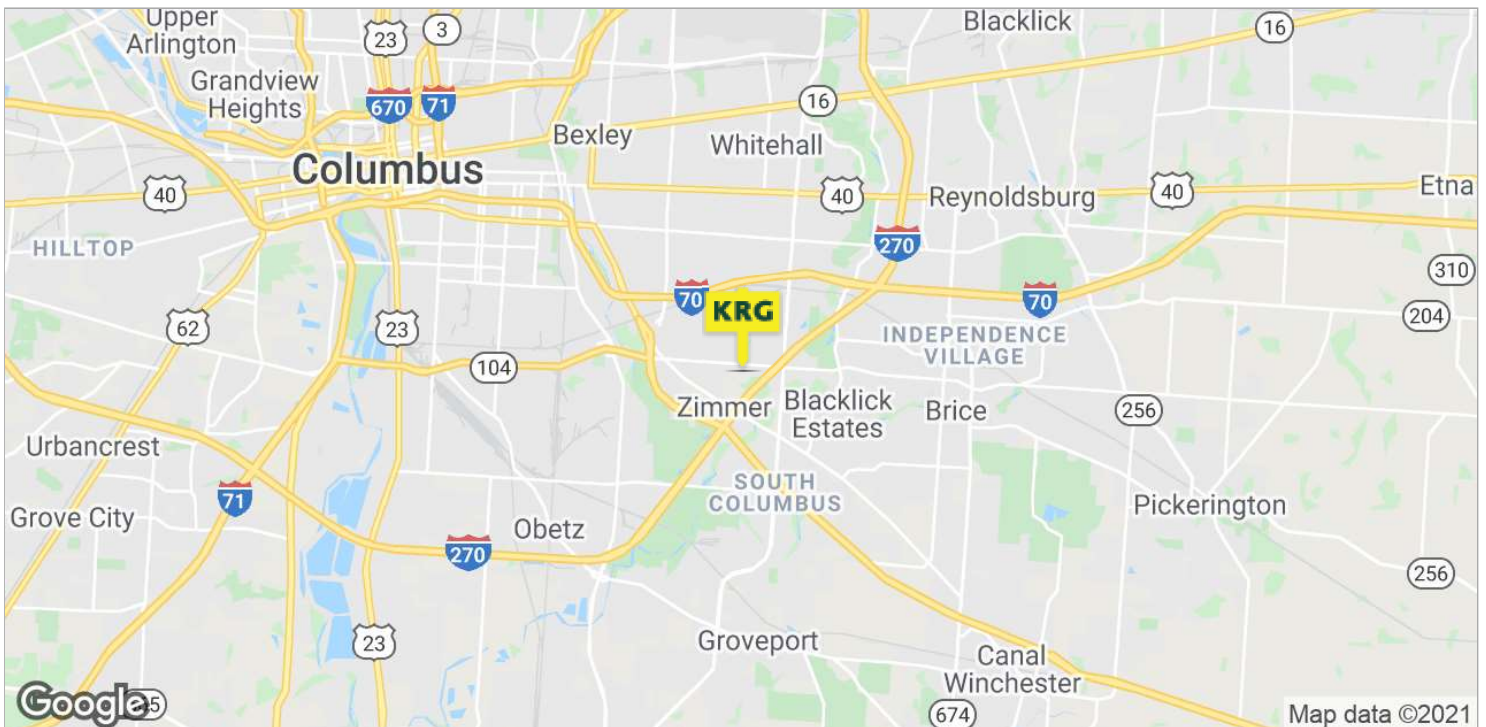 Upper
Arlington
23
3
Blacklick
16
Grandview
Heights
670
71
16
Bexley
Whitehall
Columbus
40
40
Reynoldsburg
40
Etna
HILLTOP
270
310
70
KRG
70
204
62
23
INDEPENDENCE
VILLAGE
104
Zimmer
Blacklick
Estates
Brice
256
Urbancrest
SOUTH
COLUMBUS
71
Pickerington
Grove City
Obetz
270
256
23
Groveport
Canal
Winchester
Google
674
Map data ©2021